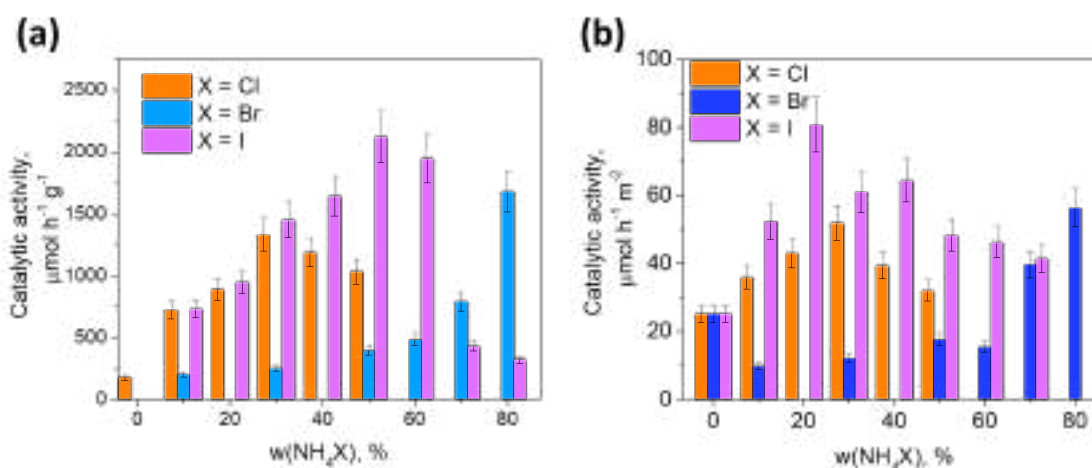 (a)
2500
2000
1500
1000
500
0
X = Cl
X = Br
X = I
Catalytic activity,
μmol h⁻¹ g⁻¹
0 20 40 60 80
w(NH₄X), %
(b)
100
80
60
40
20
0
X = Cl
X = Br
X = I
Catalytic activity,
μmol h⁻¹ m⁻²
0 20 40 60 80
w(NH₄X), %